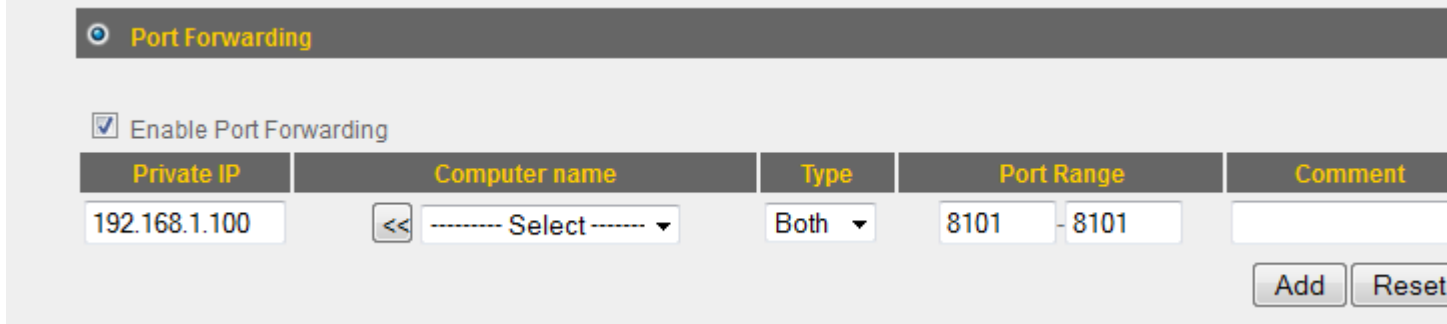 Port Forwarding
Enable Port Forwarding
Private IP Computer name Type Port Range Comment
192.168.1.100 << --------- Select ------- Both 8101 - 8101
Add Reset